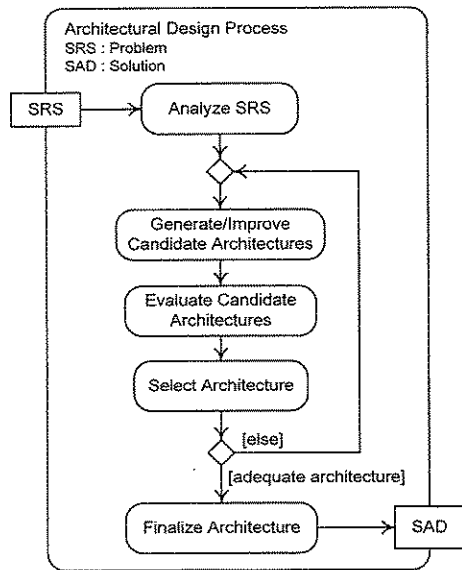 Architectural Design Process
SRS : Problem
SAD : Solution
SRS
Analyze SRS
Generate/Improve
Candidate Architectures
Evaluate Candidate
Architectures
Select Architecture
[else]
[adequate architecture]
Finalize Architecture
SAD